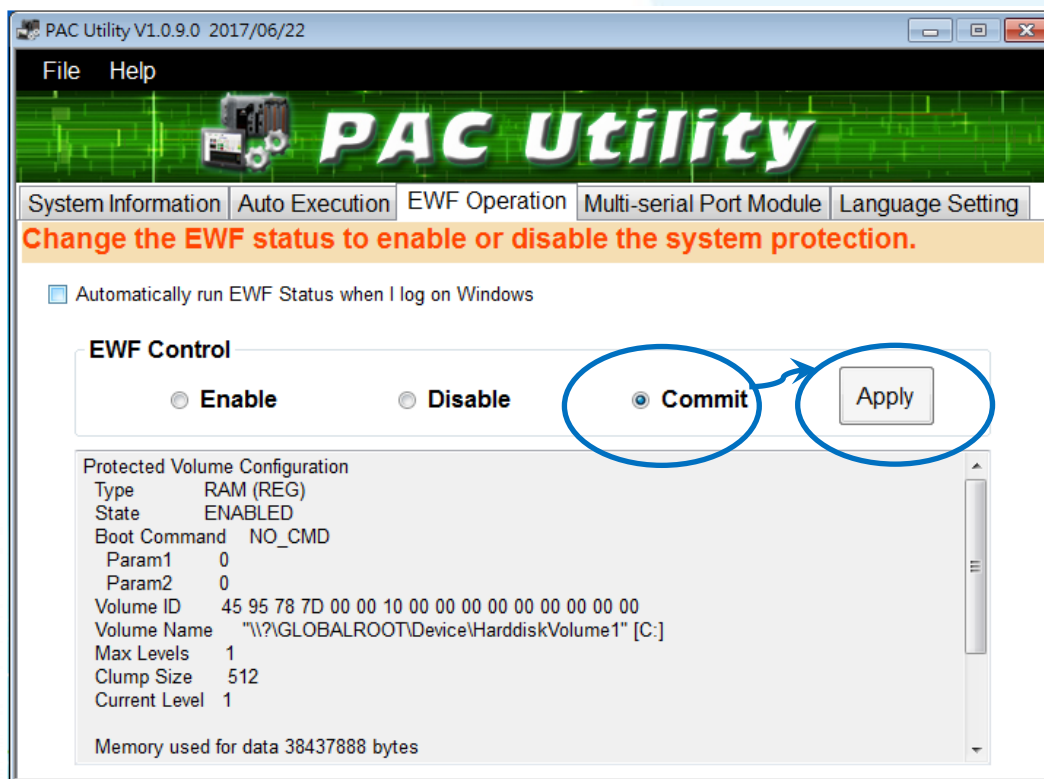 PAC Utility V1.0.9.0 2017/06/22
File Help
PAC Utility
System Information Auto Execution EWF Operation Multi-serial Port Module Language Setting
Change the EWF status to enable or disable the system protection.
Automatically run EWF Status when I log on Windows
EWF Control
Enable Disable Commit Apply
Protected Volume Configuration
Type RAM (REG)
State ENABLED
Boot Command NO_CMD
Param1 0
Param2 0
Volume ID 45 95 78 7D 00 00 10 00 00 00 00 00 00 00 00 00
Volume Name "\\?\GLOBALROOT\Device\HarddiskVolume1" [C:]
Max Levels 1
Clump Size 512
Current Level 1
Memory used for data 38437888 bytes